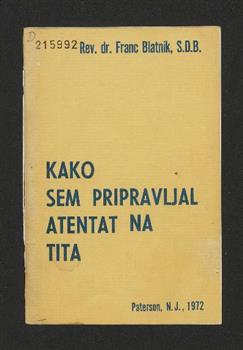 D
215992 Rev. dr. Franc Blatnik, S.D.B.
KAKO
SEM PRIPRAVLJAL
ATENTAT NA
TITA
Paterson, N.J., 1972